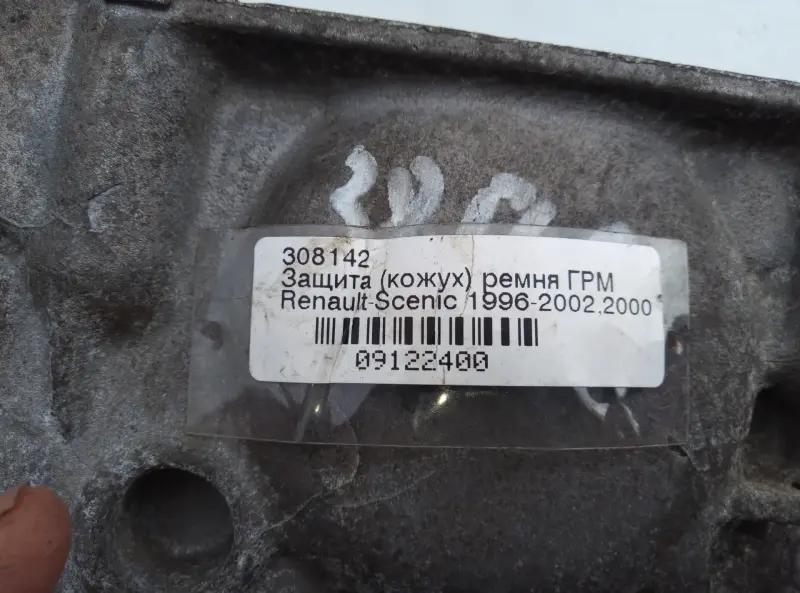 308142
Защита (кожух) ремня ГРМ
Renault-Scenic 1996-2002,2000
09122400